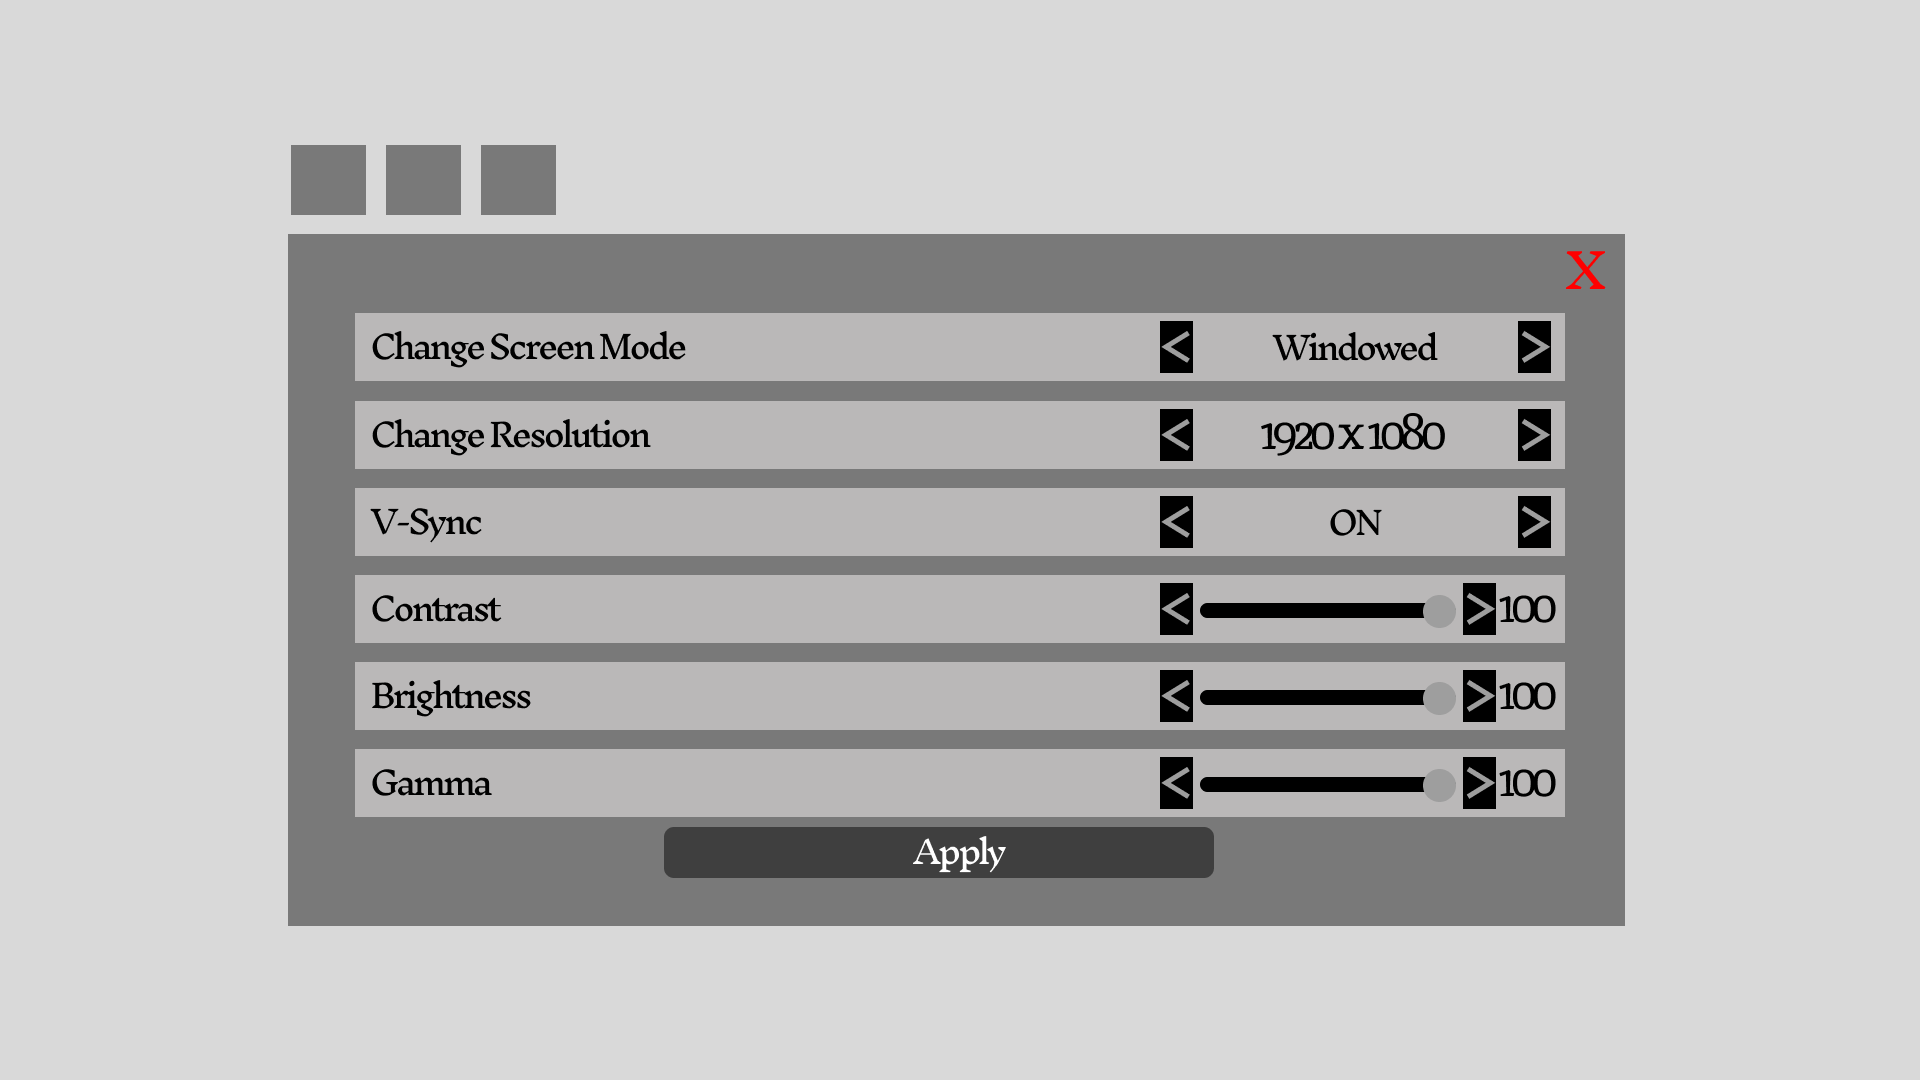 X
Change Screen Mode < Windowed >
Change Resolution < 1920 x 1080 >
V-Sync < ON >
Contrast < > 100
Brightness < > 100
Gamma < > 100
Apply